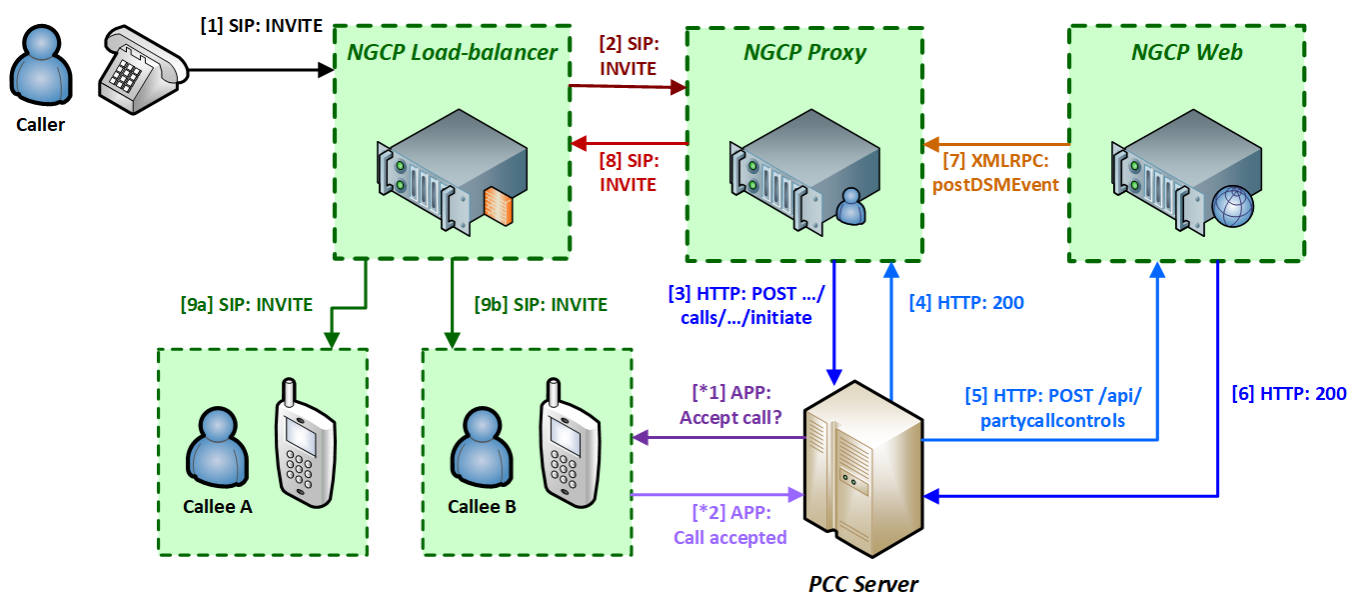 [1] SIP: INVITE
Caller
NGCP Load-balancer
[2] SIP:
INVITE
[8] SIP:
INVITE
NGCP Proxy
[7] XMLRPC:
postDSMEvent
NGCP Web
[9a] SIP: INVITE
[9b] SIP: INVITE
[3] HTTP: POST .../
calls/.../initiate
[4] HTTP: 200
[5] HTTP: POST /api/
partycallcontrols
[6] HTTP: 200
[*1] APP:
Accept call?
[*2] APP:
Call accepted
Callee A
Callee B
PCC Server